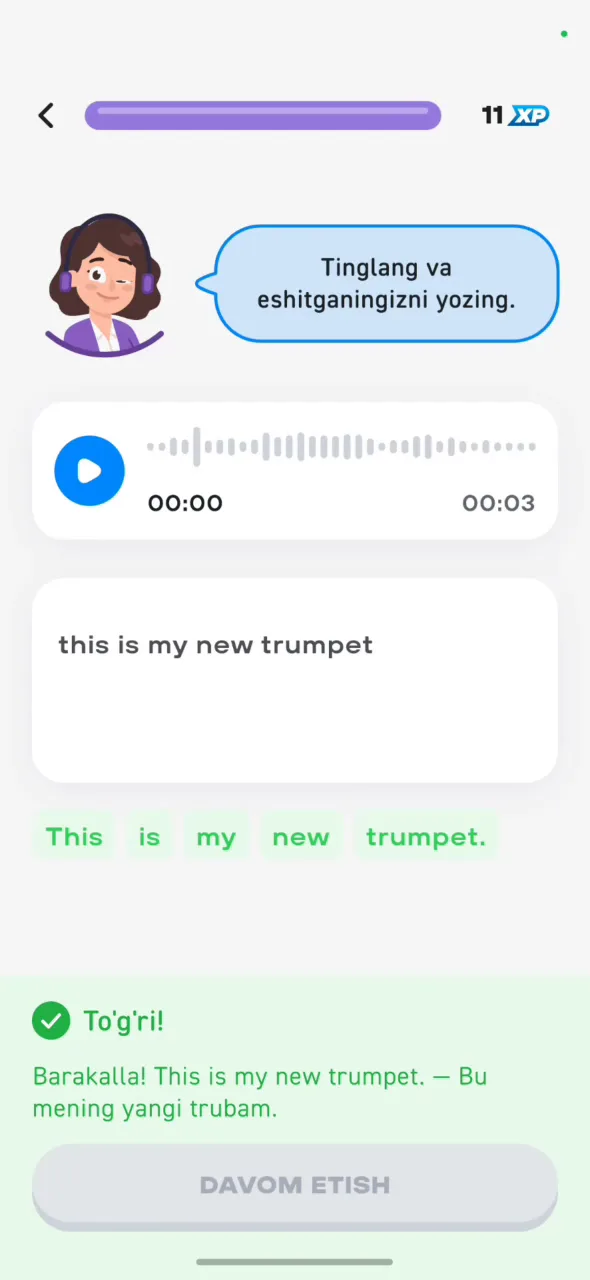 11 XP
Tinglang va
eshitganingizni yozing.
00:00 00:03
this is my new trumpet
This is my new trumpet.
To'g'ri!
Barakalla! This is my new trumpet. — Bu
mening yangi trubam.
DAVOM ETISH